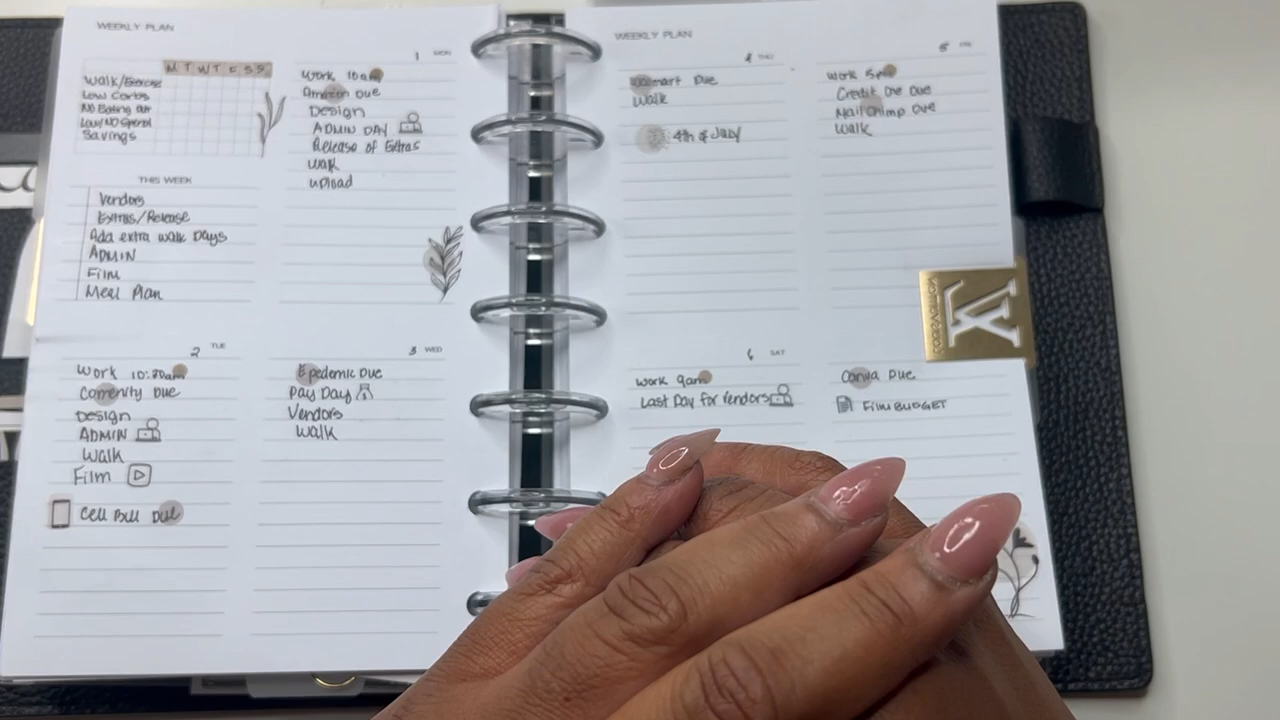 WEEKLY PLAN
M T W T F S S
Walk/Exercise
Low Carbs
No Eating Out
Low/No Spend
Savings
THIS WEEK
Vendors
Extras/Release
Add extra walk Days
ADMIN
Film
Meal Plan
1 MON
Work 10am
Amazon Due
Design
ADMIN DAY
Release of Extras
Walk
upload
2 TUE
Work 10:30am
Comenity Due
Design
ADMIN
Walk
Film
Cell Bill Due
3 WED
Epedemic Due
Pay Day
Vendors
Walk
WEEKLY PLAN
4 THU
Walmart Due
Walk
4th of July
5 FRI
Work 5pm
Credit One Due
Mail Chimp Due
Walk
6 SAT
Work 9am
Last Day for Vendors
Canva Due
Film BUDGET